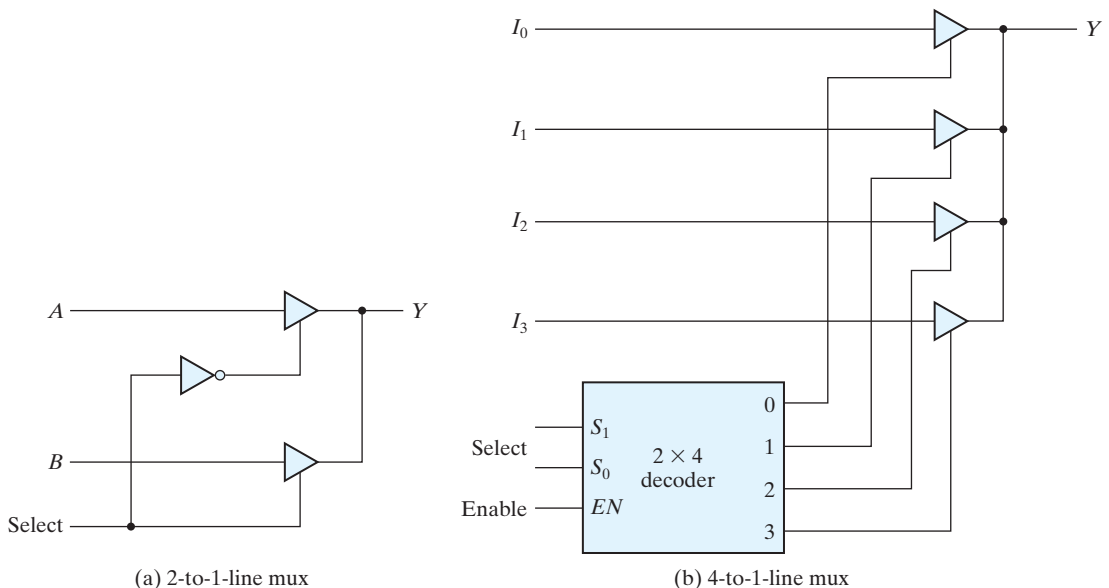 A
Y
B
Select
(a) 2-to-1-line mux
I₀
Y
I₁
I₂
I₃
Select
Enable
S₁
S₀
EN
2 × 4
decoder
0
1
2
3
(b) 4-to-1-line mux